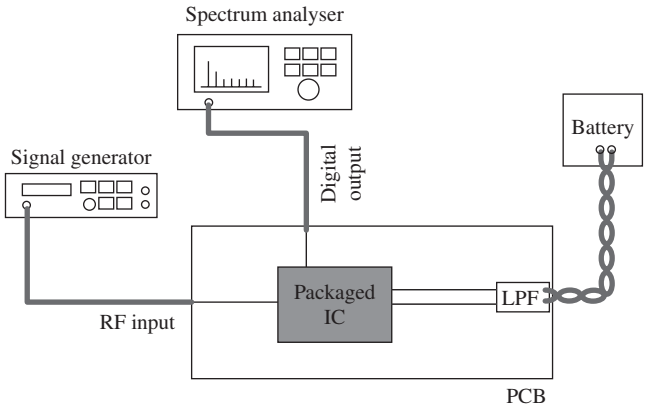 Spectrum analyser
Battery
Signal generator
Digital
output
Packaged
IC
LPF
RF input
PCB